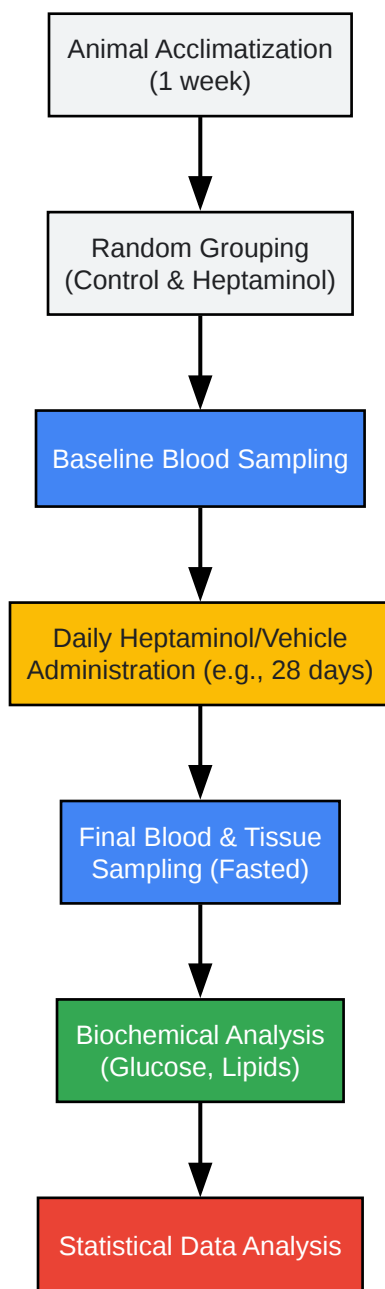 Animal Acclimatization
(1 week)
Random Grouping
(Control & Heptaminol)
Baseline Blood Sampling
Daily Heptaminol/Vehicle
Administration (e.g., 28 days)
Final Blood & Tissue
Sampling (Fasted)
Biochemical Analysis
(Glucose, Lipids)
Statistical Data Analysis